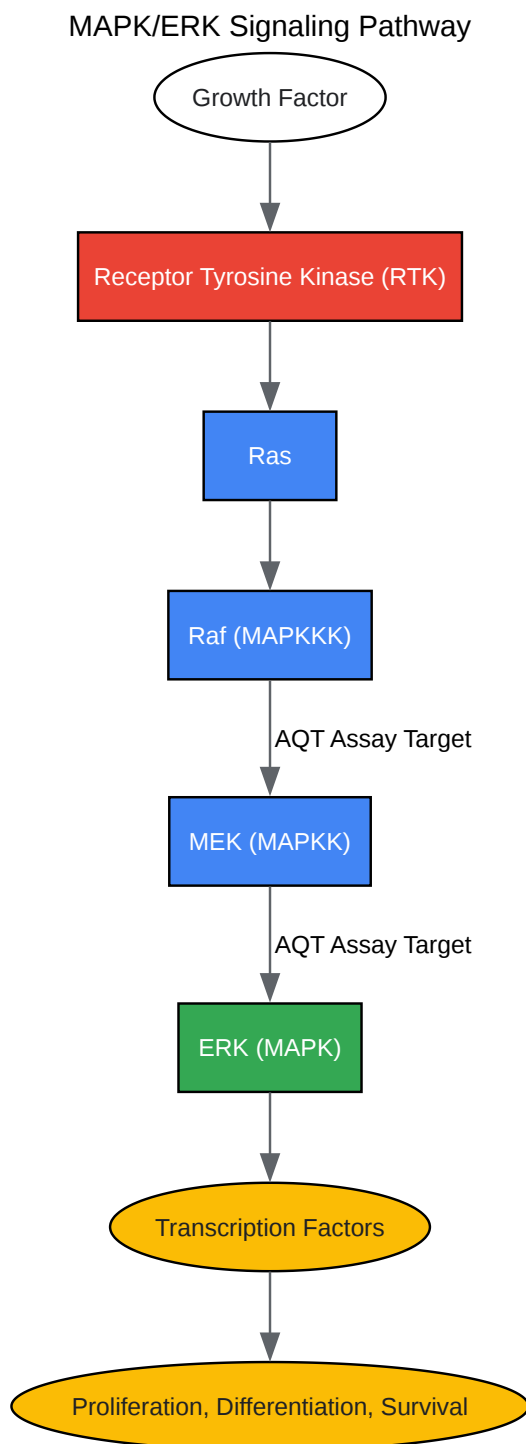 MAPK/ERK Signaling Pathway
Growth Factor
Receptor Tyrosine Kinase (RTK)
Ras
Raf (MAPKKK)
AQT Assay Target
MEK (MAPKK)
AQT Assay Target
ERK (MAPK)
Transcription Factors
Proliferation, Differentiation, Survival